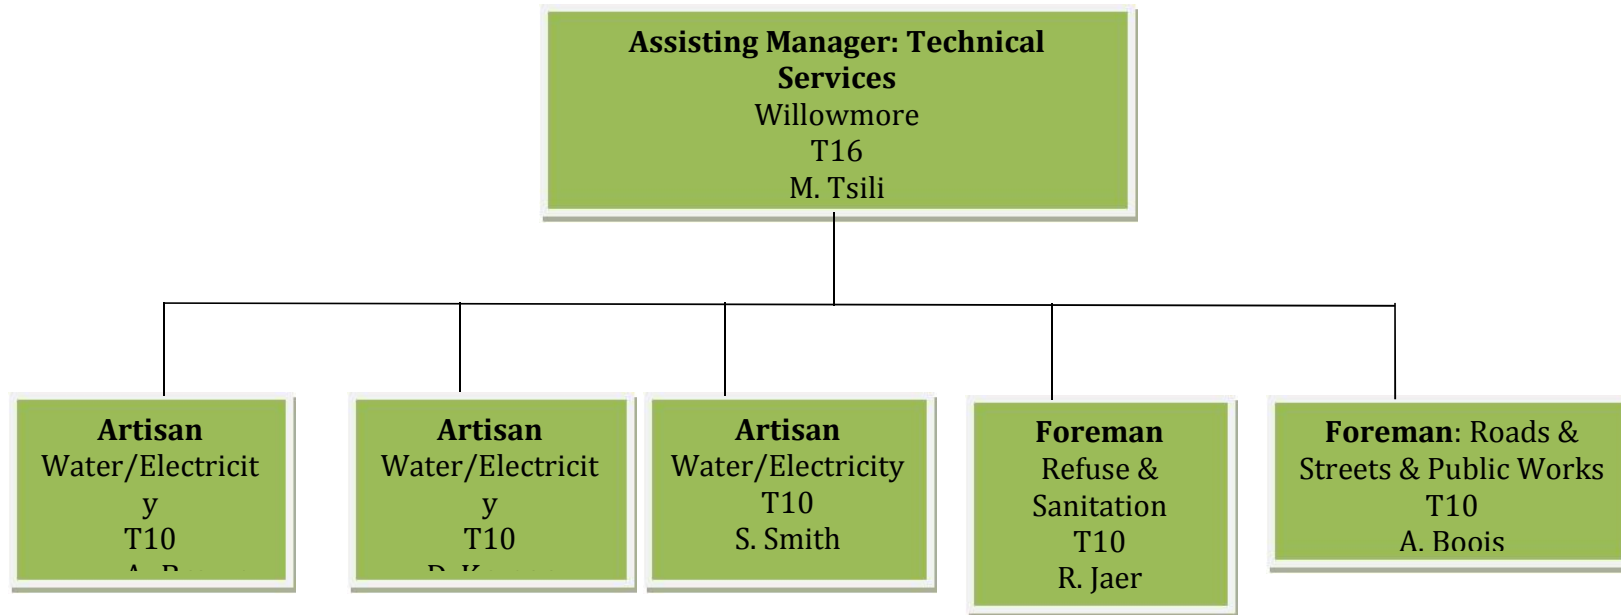 Assisting Manager: Technical
Services
Willowmore
T16
M. Tsili
Artisan
Water/Electricit
y
T10
Artisan
Water/Electricit
y
T10
Artisan
Water/Electricity
T10
S. Smith
Foreman
Refuse &
Sanitation
T10
R. Jaer
Foreman: Roads &
Streets & Public Works
T10
A. Boois